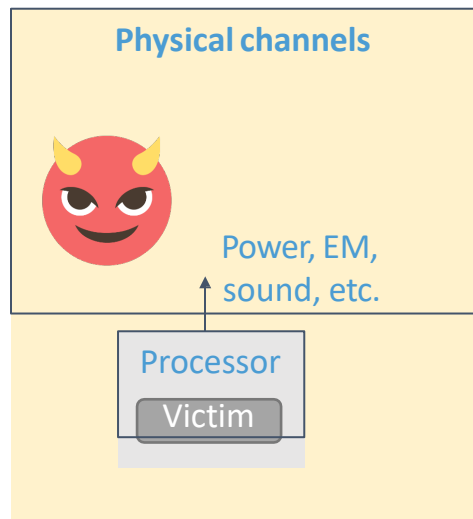 Physical channels
Power, EM,
sound, etc.
Processor
Victim